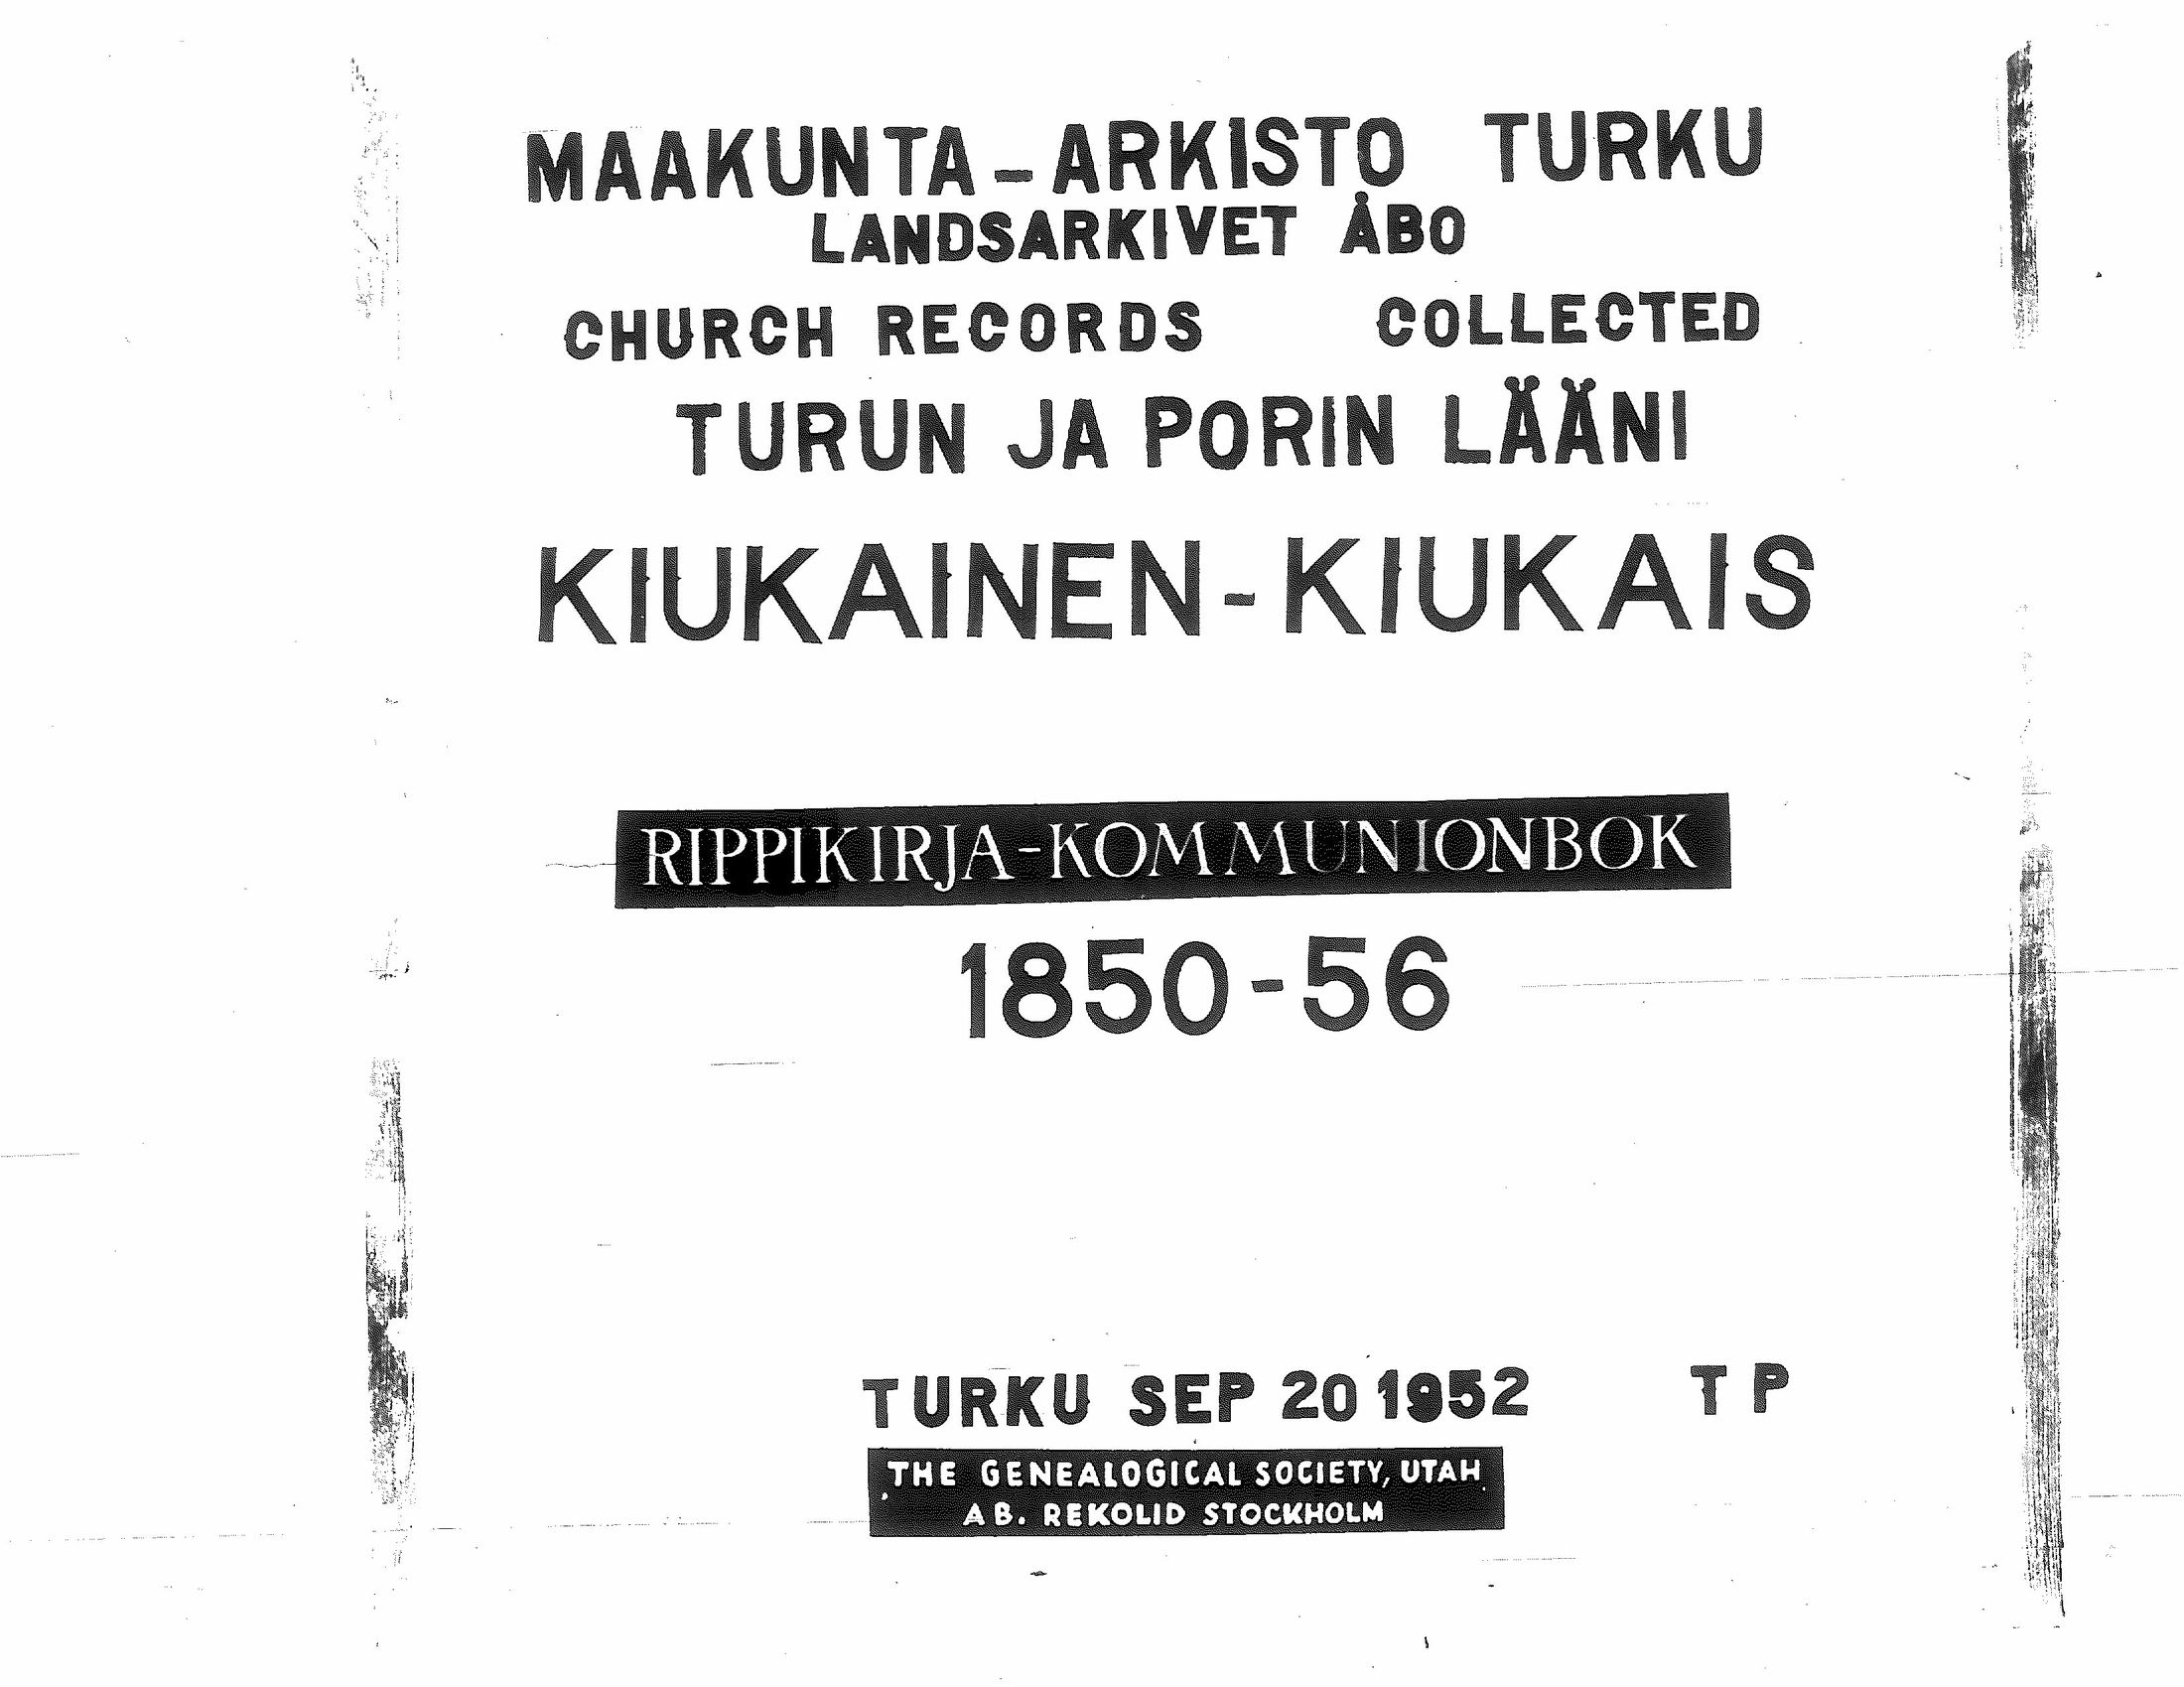 MAAKUNTA-ARKISTO TURKU
LANDSARKIVET ÅBO
CHURCH RECORDS COLLECTED
TURUN JA PORIN LÄÄNI
KIUKAINEN-KIUKAIS
RIPPIKIRJA-KOMMUNIONBOK
1850-56
TURKU SEP 20 1952 T P
THE GENEALOGICAL SOCIETY, UTAH
AB. REKOLID STOCKHOLM